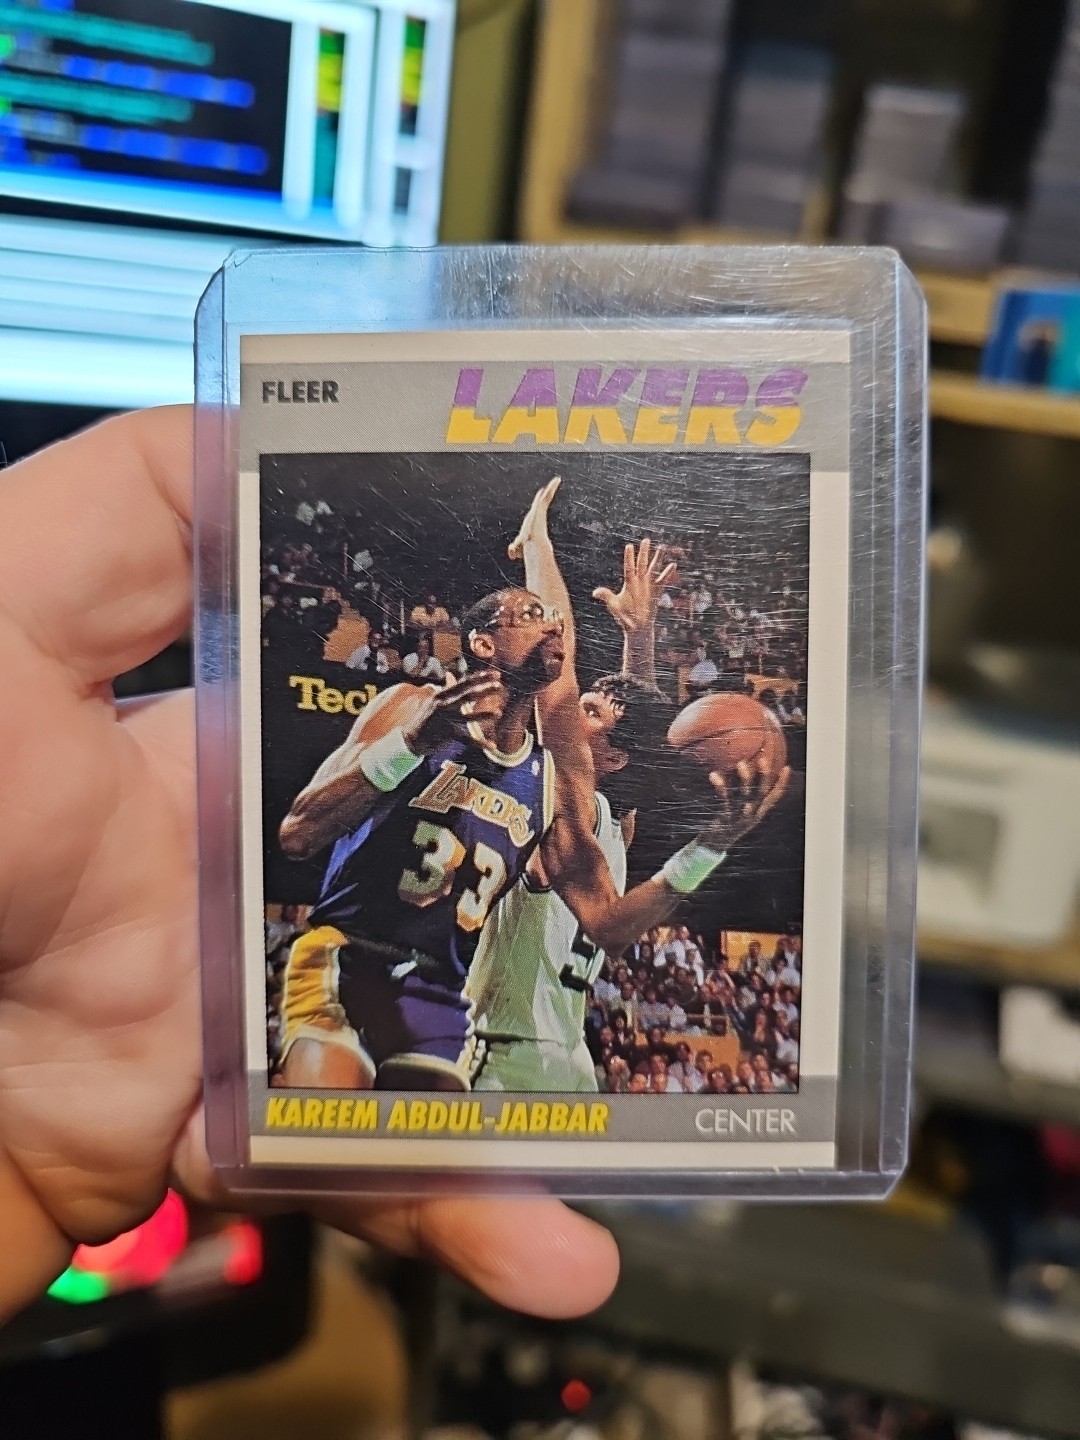 FLEER
LAKERS
Tec
LAKERS
33
KAREEM ABDUL-JABBAR
CENTER